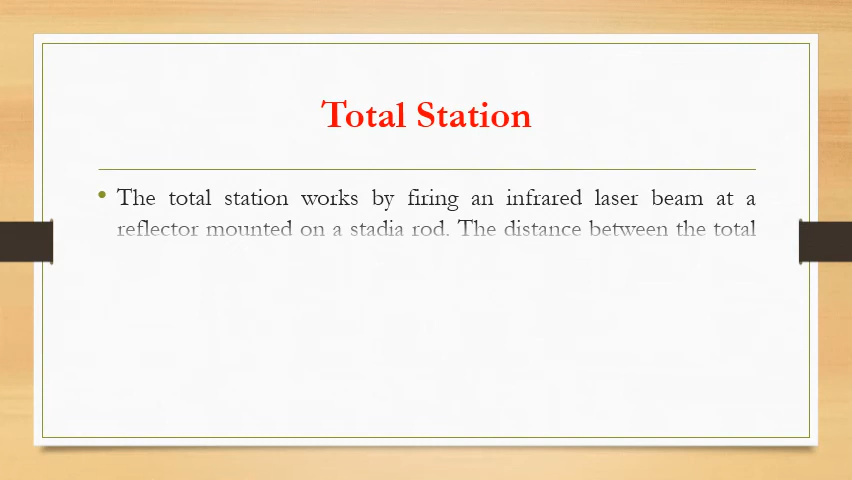 Total Station
• The total station works by firing an infrared laser beam at a
reflector mounted on a stadia rod. The distance between the total